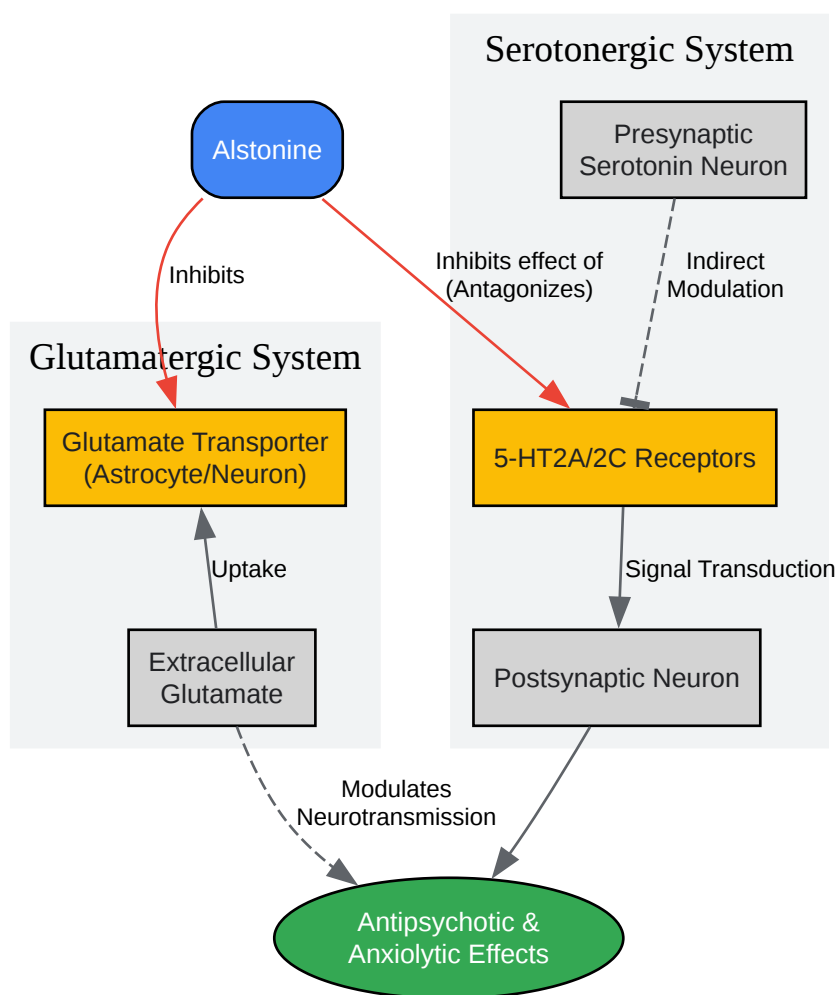 Serotonergic System
Alstonine
Presynaptic
Serotonin Neuron
Inhibits
Inhibits effect of
(Antagonizes)
Indirect
Modulation
Glutamatergic System
Glutamate Transporter
(Astrocyte/Neuron)
5-HT2A/2C Receptors
Uptake
Signal Transduction
Extracellular
Glutamate
Postsynaptic Neuron
Modulates
Neurotransmission
Antipsychotic &
Anxiolytic Effects